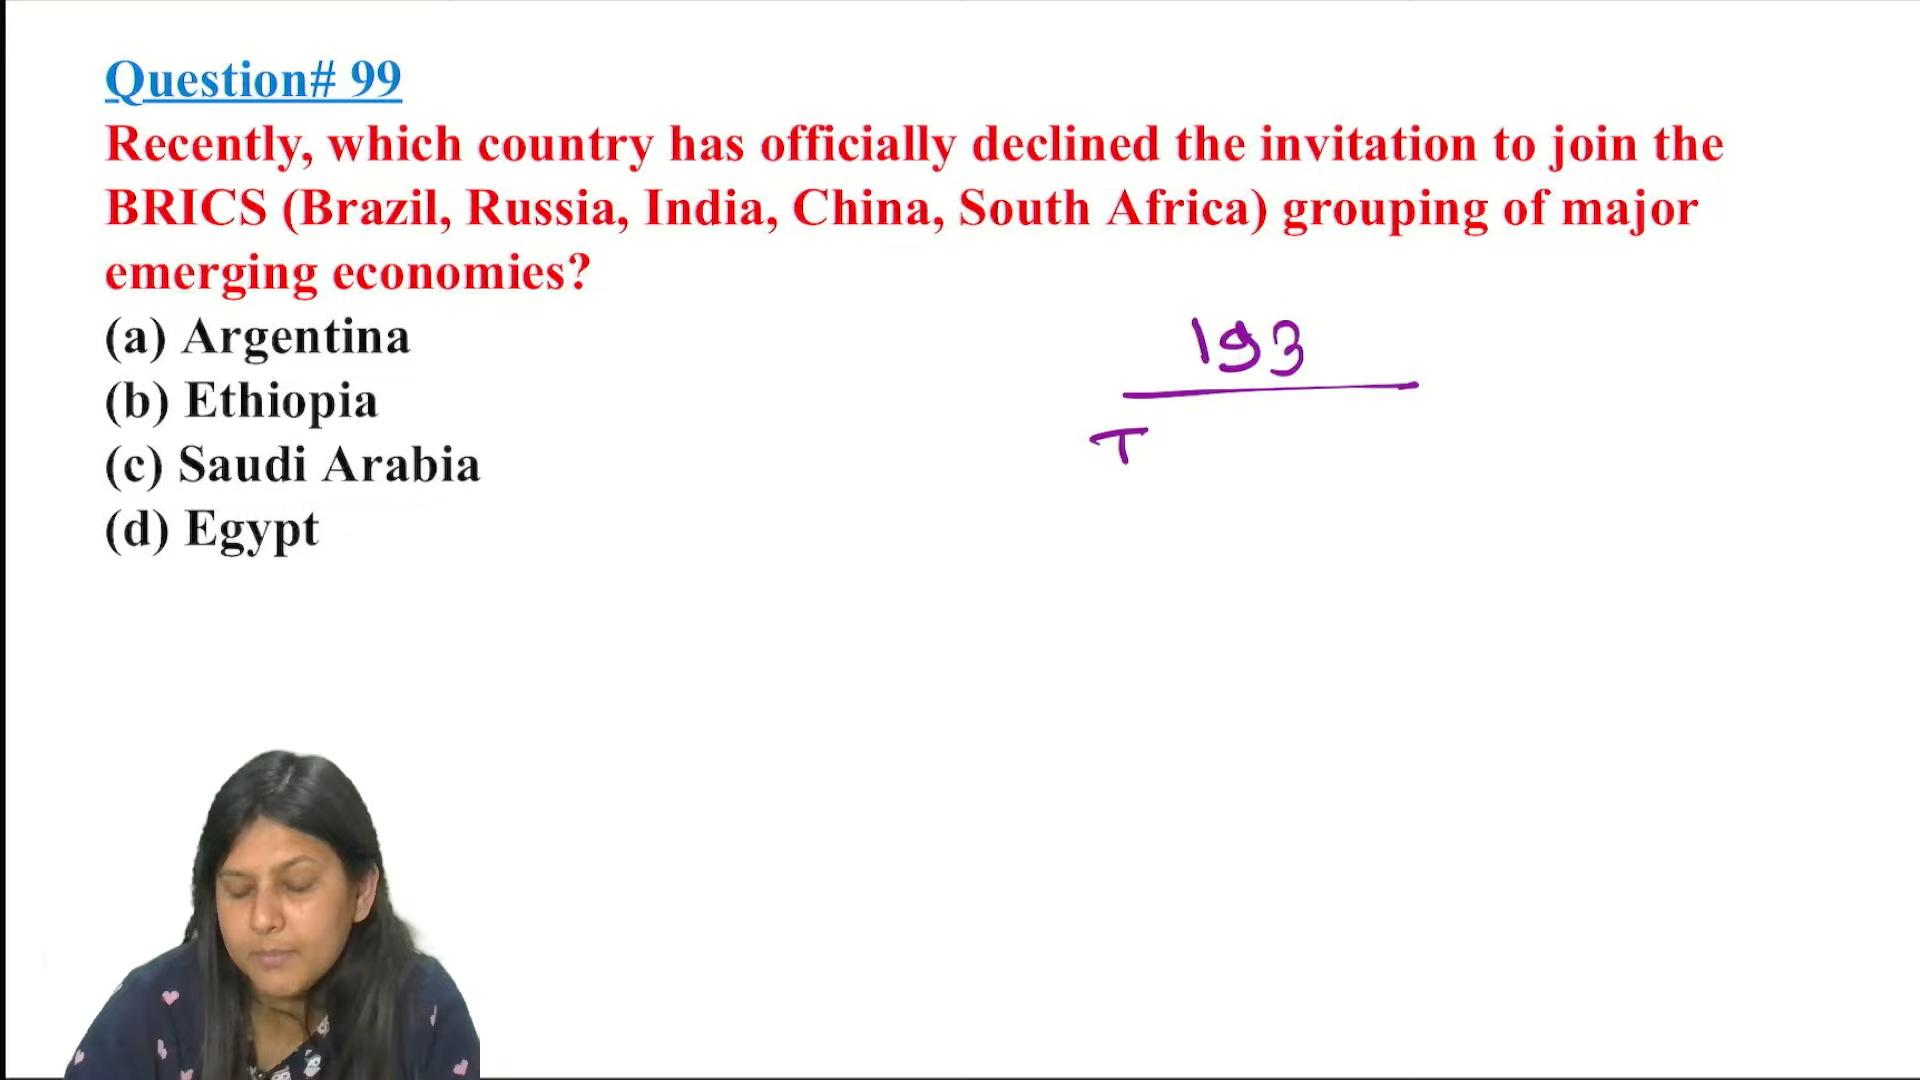 Question# 99
Recently, which country has officially declined the invitation to join the
BRICS (Brazil, Russia, India, China, South Africa) grouping of major
emerging economies?
(a) Argentina
(b) Ethiopia
(c) Saudi Arabia
(d) Egypt
193
T